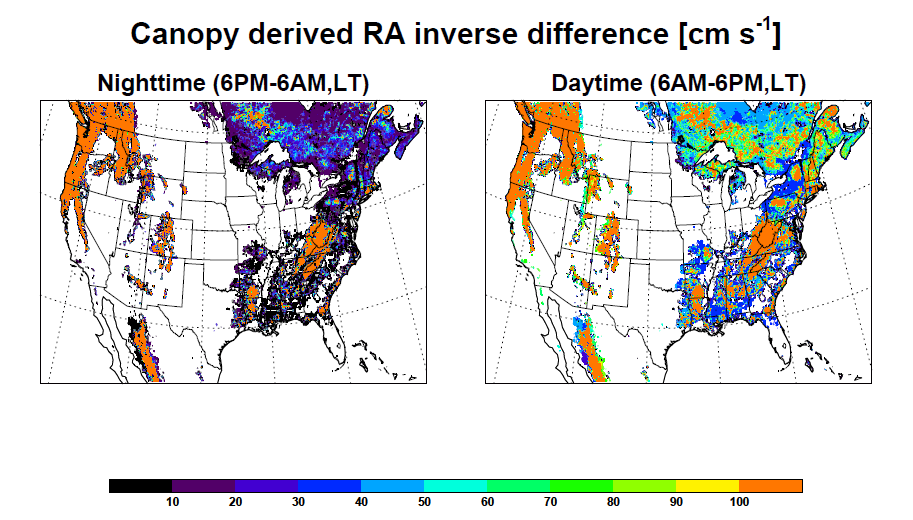 Canopy derived RA inverse difference [cm s-1]
Nighttime (6PM-6AM,LT)
Daytime (6AM-6PM,LT)
10 20 30 40 50 60 70 80 90 100